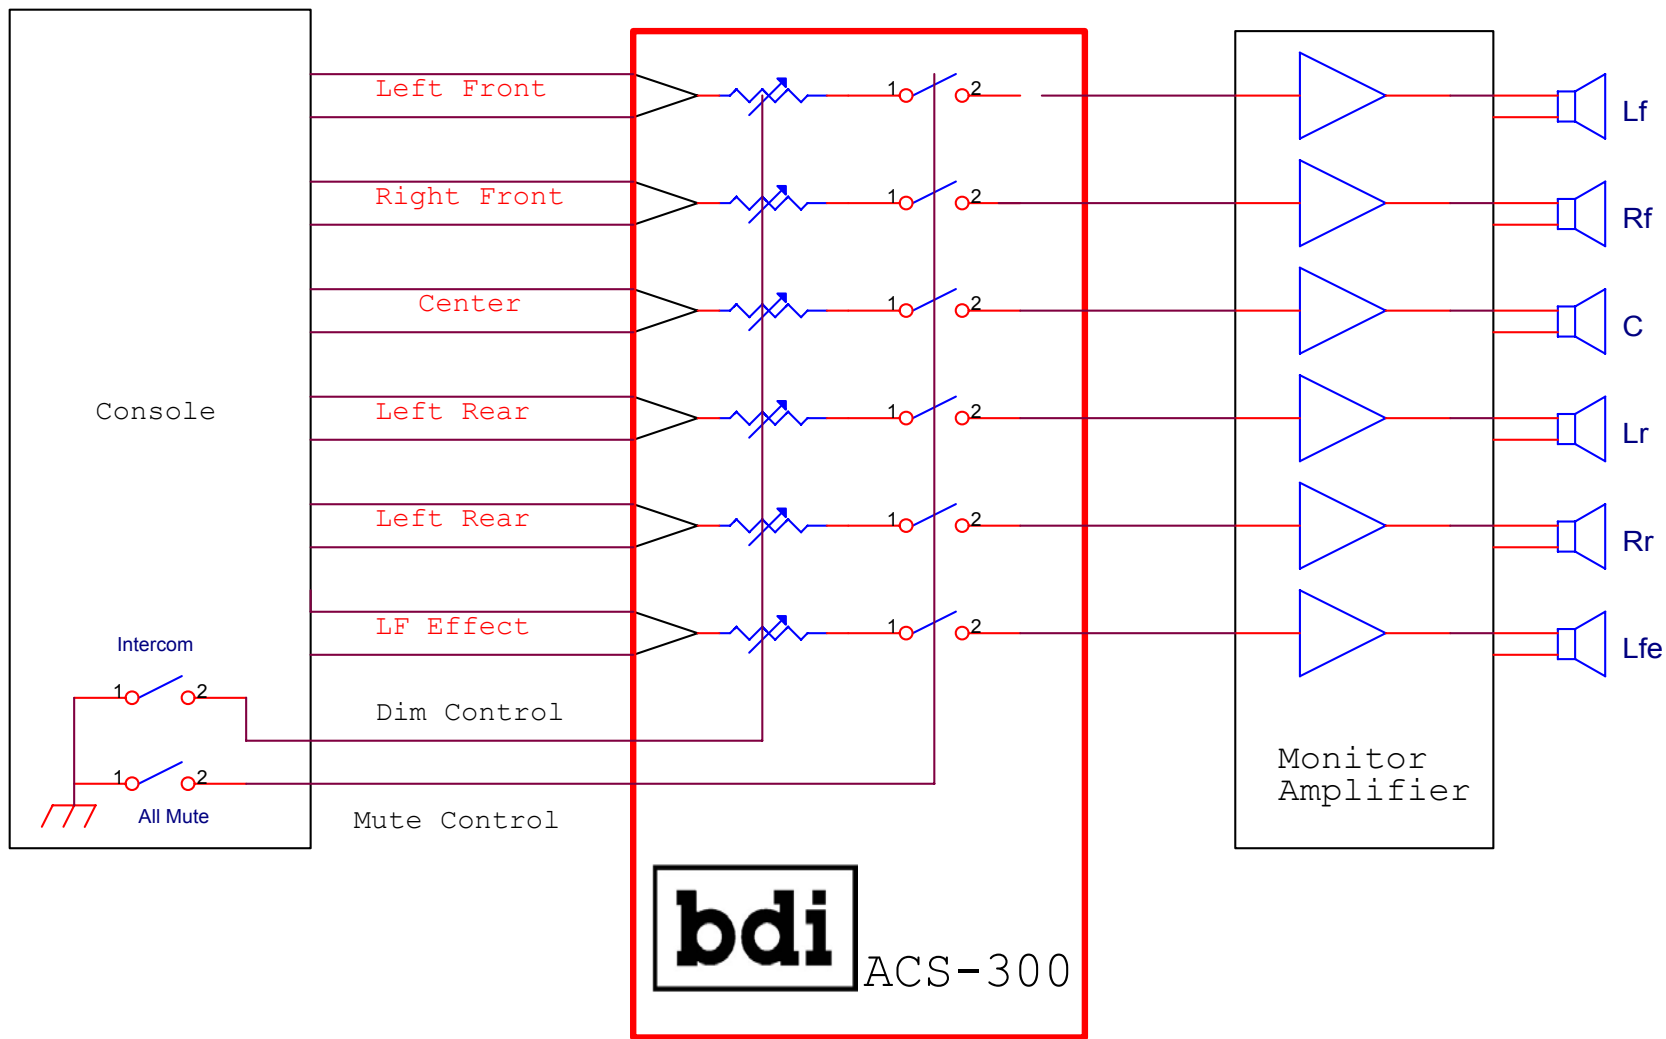 Left Front
1 2
Lf
Right Front
1 2
Rf
Center
1 2
C
Console
Left Rear
1 2
Lr
Left Rear
1 2
Rr
LF Effect
1 2
Lfe
Intercom
1 2
Dim Control
1 2
All Mute
Mute Control
Monitor
Amplifier
bdi
ACS-300